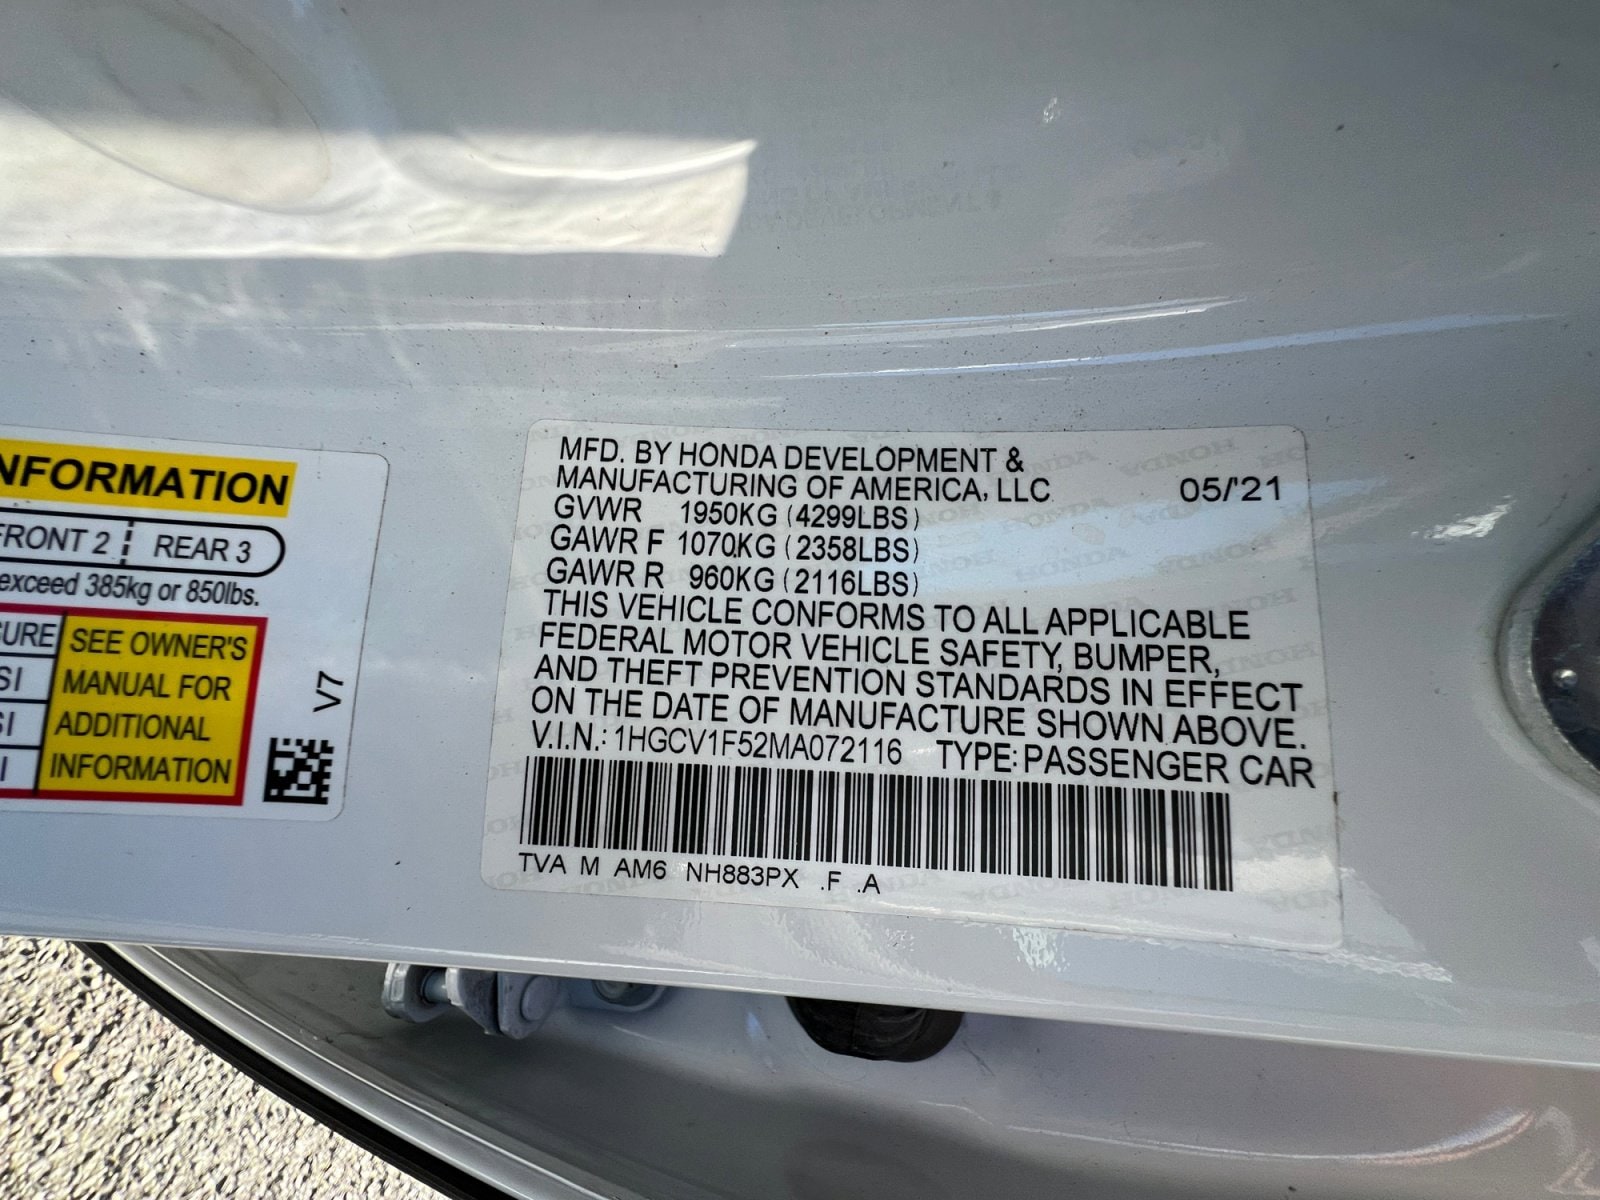 NFORMATION
FRONT 2 REAR 3
exceed 385kg or 850lbs.
SURE SEE OWNER'S
SI MANUAL FOR
SI ADDITIONAL
I INFORMATION
V7
MFD. BY HONDA DEVELOPMENT &
MANUFACTURING OF AMERICA, LLC 05/'21
GVWR 1950KG (4299LBS)
GAWR F 1070KG (2358LBS)
GAWR R 960KG (2116LBS)
THIS VEHICLE CONFORMS TO ALL APPLICABLE
FEDERAL MOTOR VEHICLE SAFETY, BUMPER,
AND THEFT PREVENTION STANDARDS IN EFFECT
ON THE DATE OF MANUFACTURE SHOWN ABOVE.
V.I.N.: 1HGCV1F52MA072116 TYPE: PASSENGER CAR
TVA M AM6 NH883PX .F .A